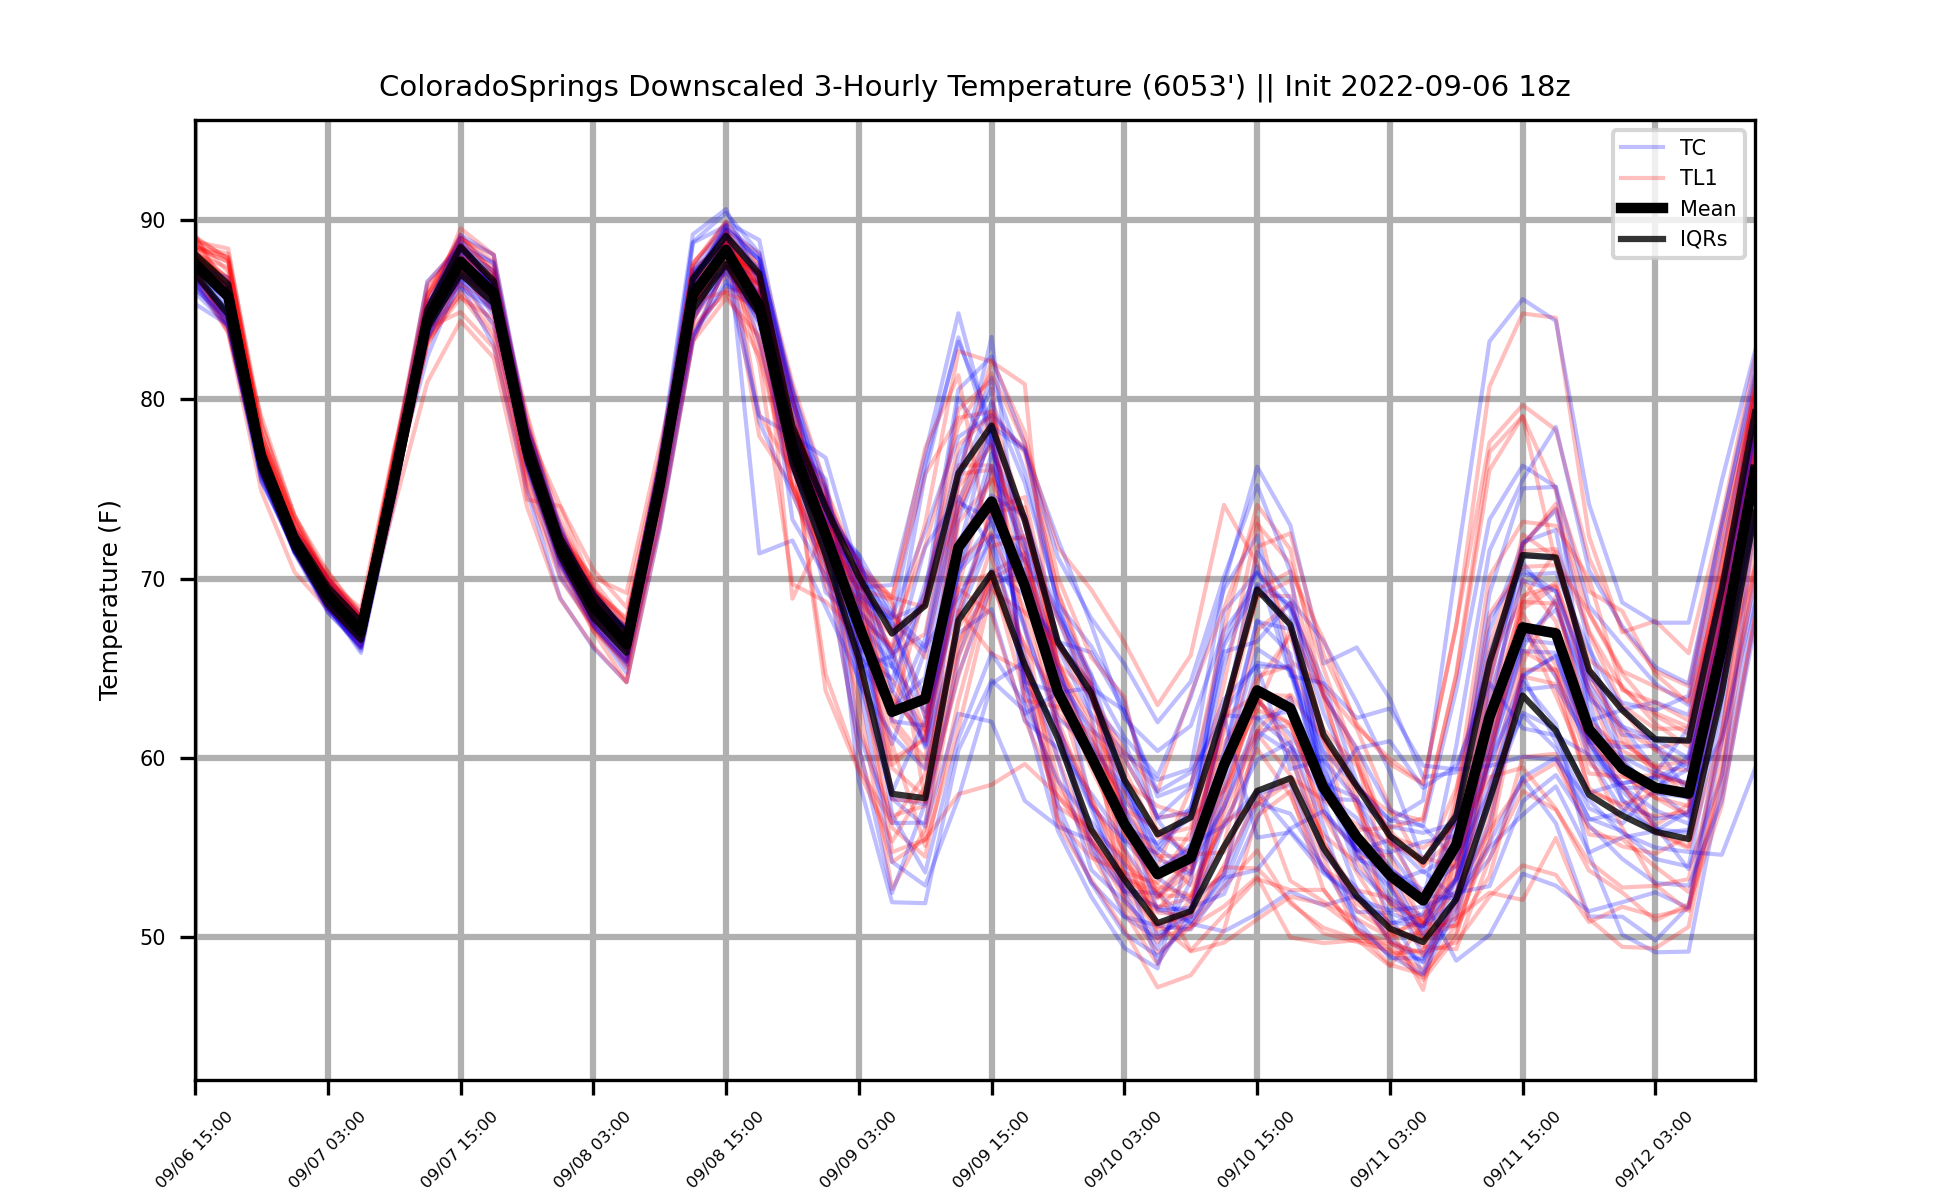 ColoradoSprings Downscaled 3-Hourly Temperature (6053') || Init 2022-09-06 18z
TC
TL1
Mean
IQRs
Temperature (F)
90
80
70
60
50
09/06 15:00
09/07 03:00
09/07 15:00
09/08 03:00
09/08 15:00
09/09 03:00
09/09 15:00
09/10 03:00
09/10 15:00
09/11 03:00
09/11 15:00
09/12 03:00